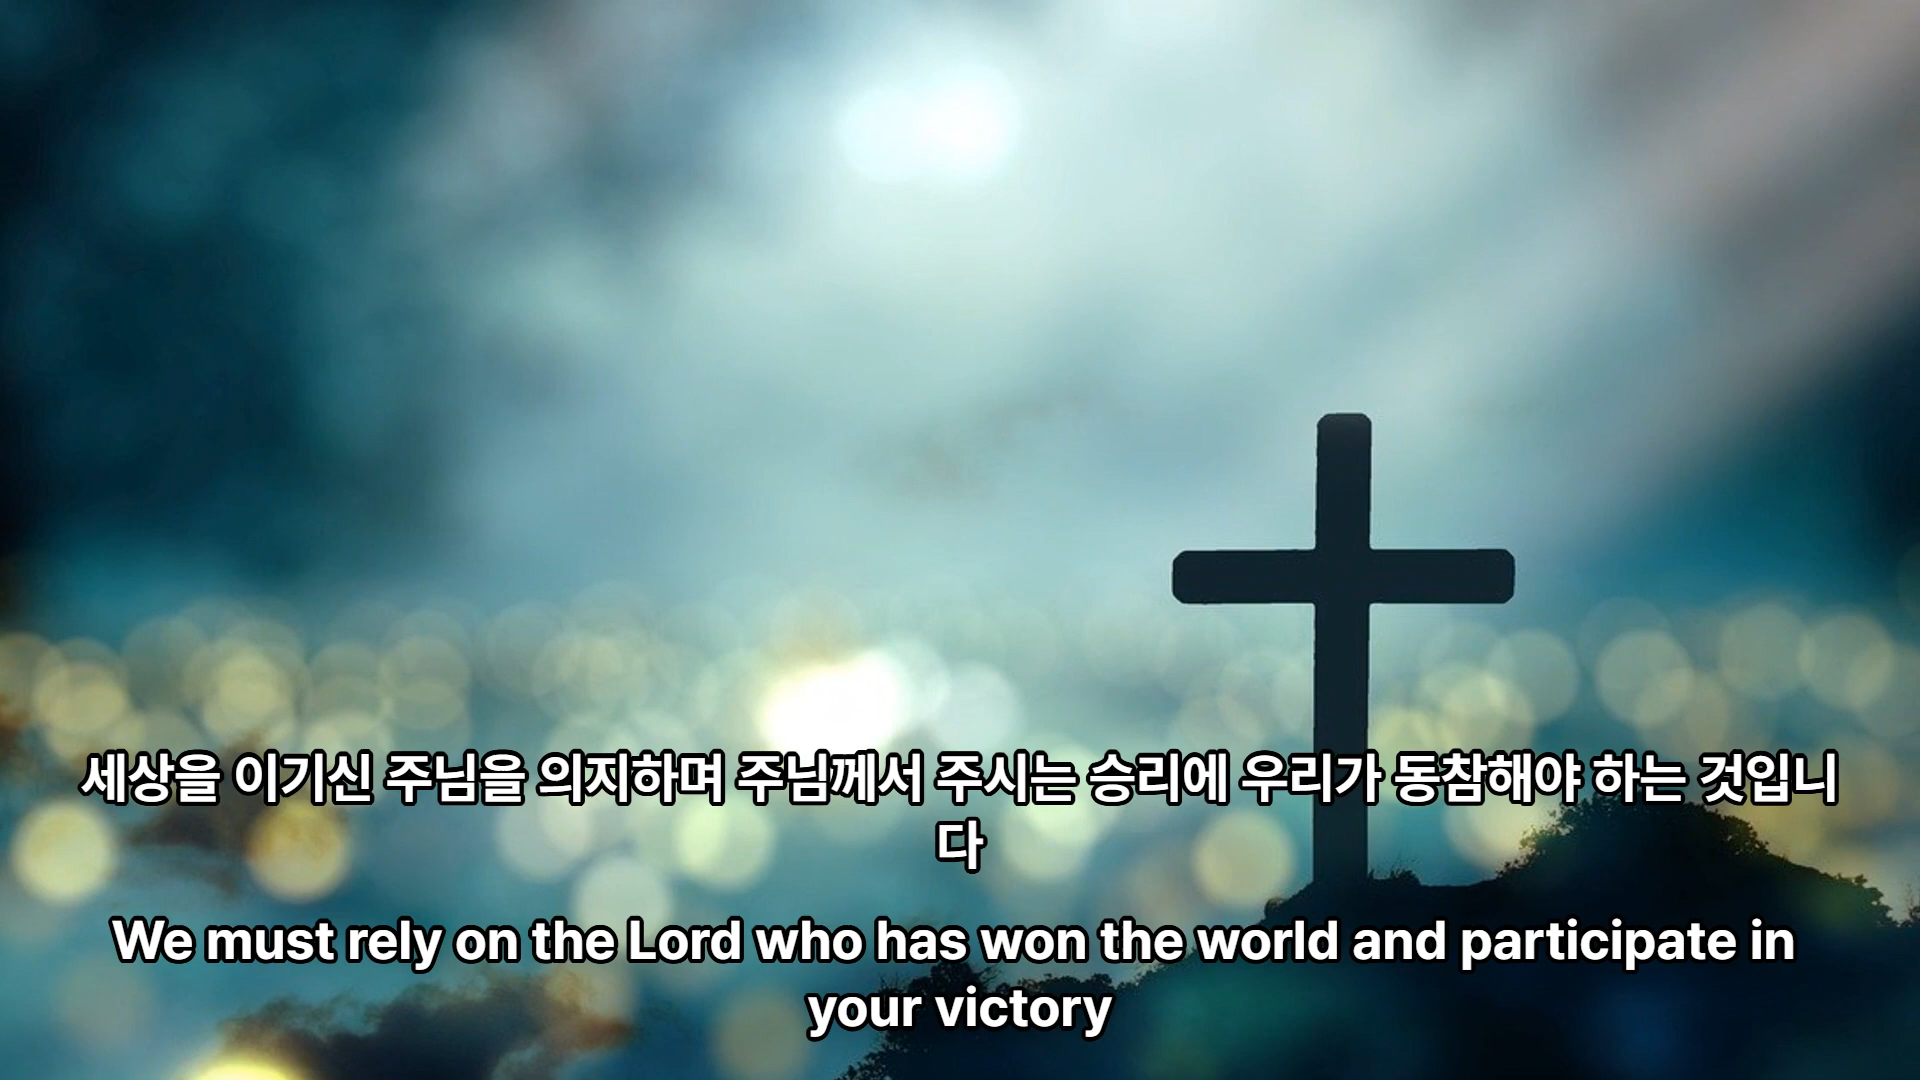 세상을 이기신 주님을 의지하며 주님께서 주시는 승리에 우리가 동참해야 하는 것입니
다
We must rely on the Lord who has won the world and participate in
your victory